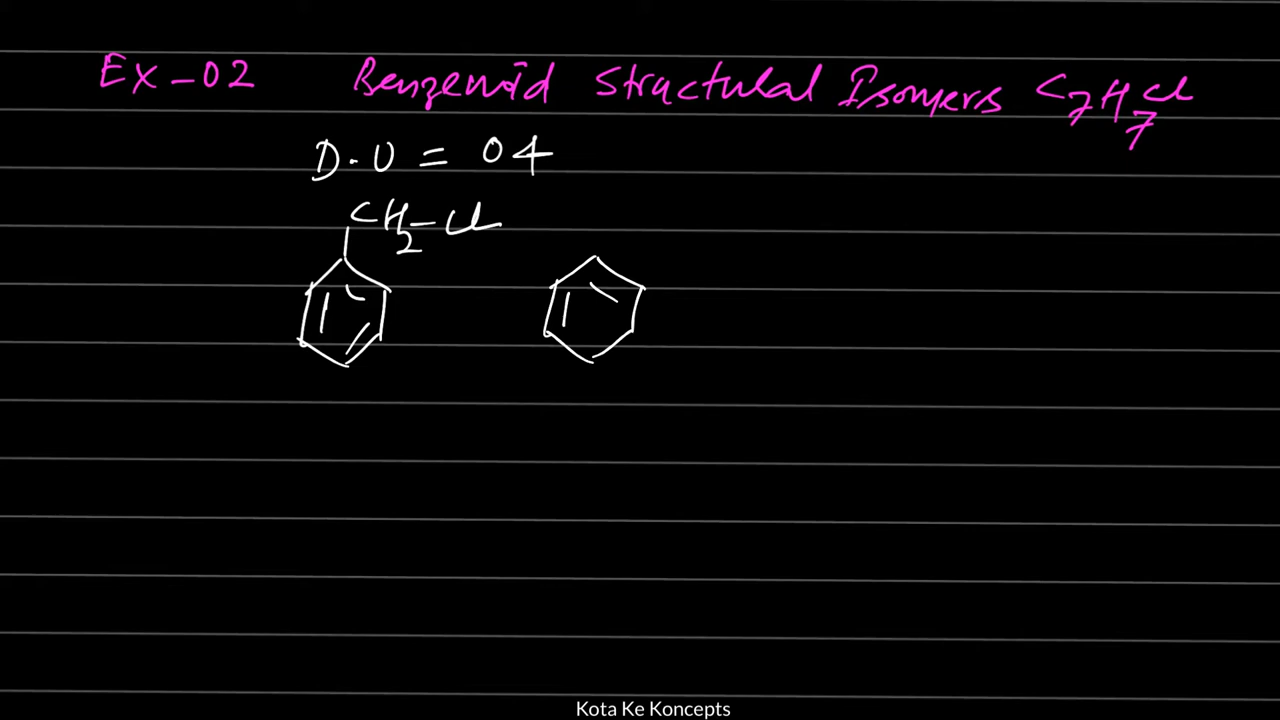 Ex-02 Benzenoid Structural Isomers C7H7Cl
D.U = 04
CH2-Cl
Kota Ke Koncepts